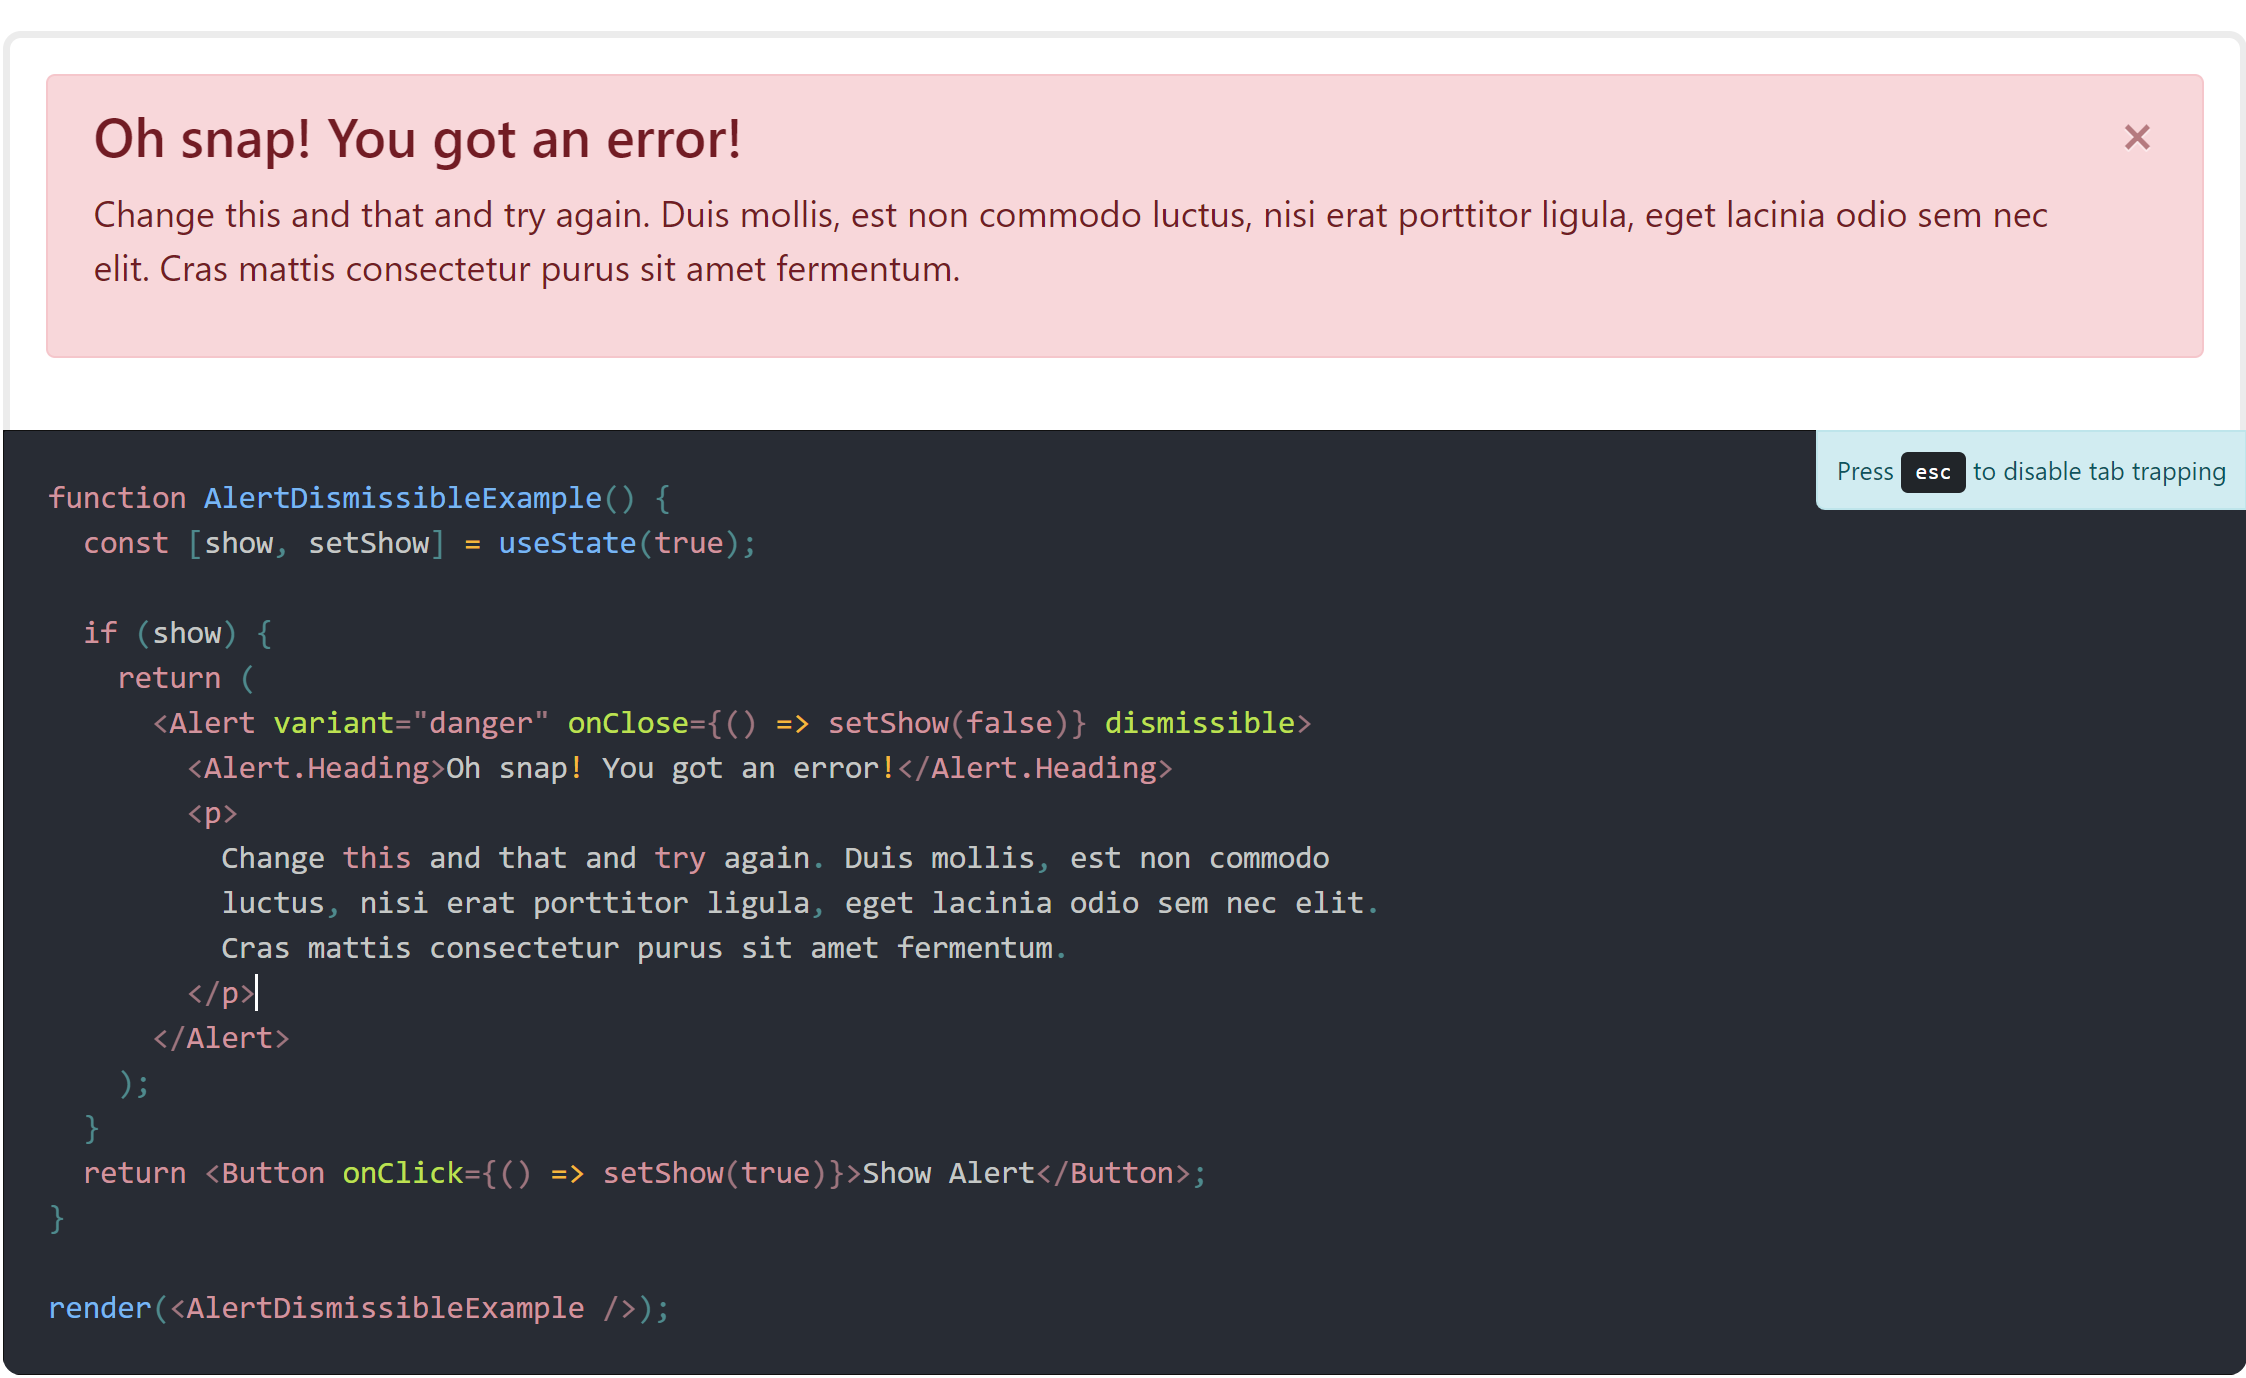 Oh snap! You got an error!
×
Change this and that and try again. Duis mollis, est non commodo luctus, nisi erat porttitor ligula, eget lacinia odio sem nec
elit. Cras mattis consectetur purus sit amet fermentum.
Press esc to disable tab trapping
function AlertDismissibleExample() {
  const [show, setShow] = useState(true);
  if (show) {
    return (
      <Alert variant="danger" onClose={() => setShow(false)} dismissible>
        <Alert.Heading>Oh snap! You got an error!</Alert.Heading>
        <p>
          Change this and that and try again. Duis mollis, est non commodo
          luctus, nisi erat porttitor ligula, eget lacinia odio sem nec elit.
          Cras mattis consectetur purus sit amet fermentum.
        </p>
      </Alert>
    );
  }
  return <Button onClick={() => setShow(true)}>Show Alert</Button>;
}
render(<AlertDismissibleExample />);